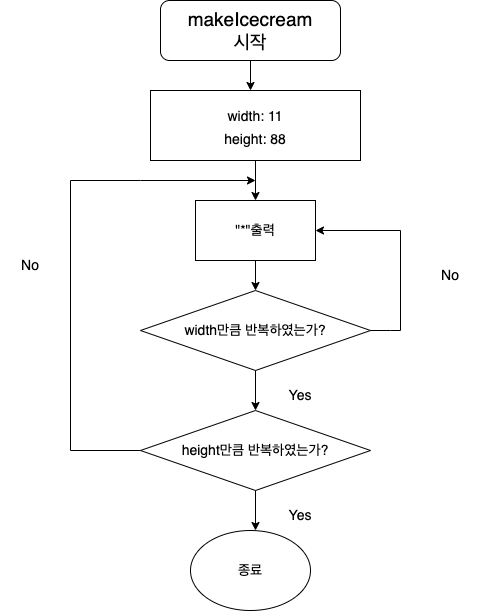 makeIcecream
시작
width: 11
height: 88
"*"출력
No
No
width만큼 반복하였는가?
Yes
height만큼 반복하였는가?
Yes
종료